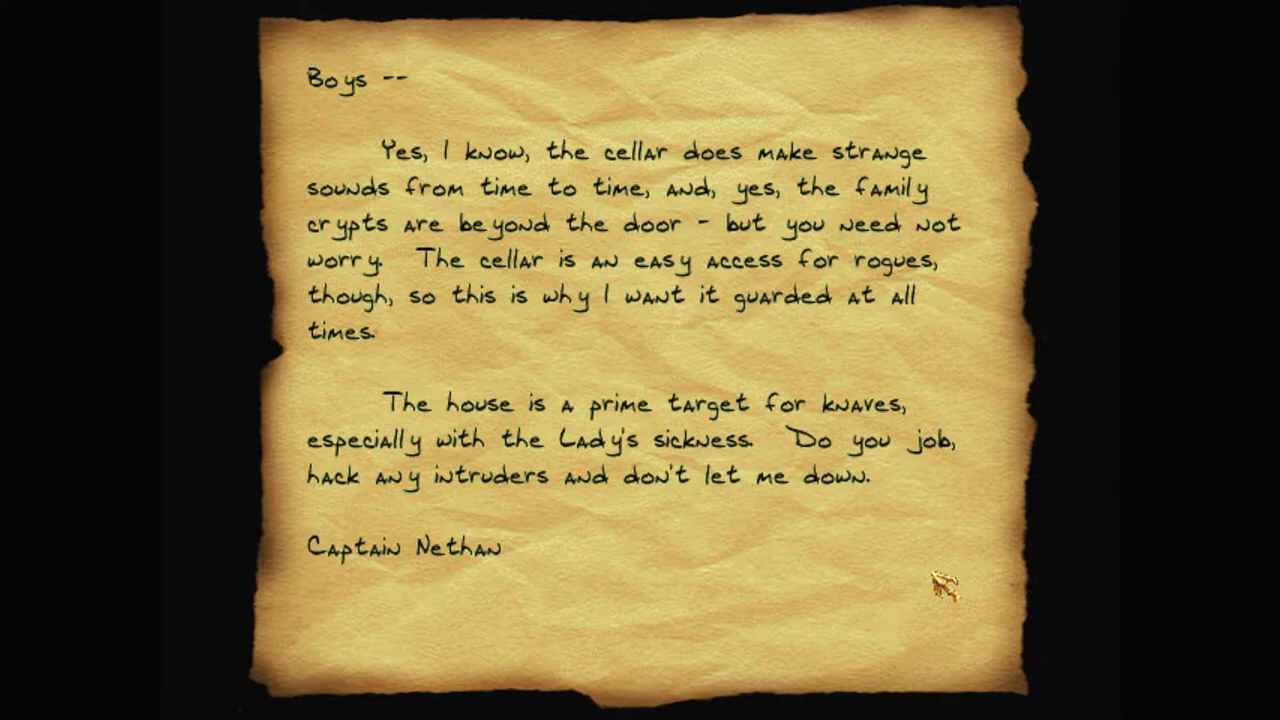 Boys --
Yes, I know, the cellar does make strange
sounds from time to time, and, yes, the family
crypts are beyond the door - but you need not
worry.  The cellar is an easy access for rogues,
though, so this is why I want it guarded at all
times.
The house is a prime target for knaves,
especially with the Lady's sickness.  Do you job,
hack any intruders and don't let me down.
Captain Nethan